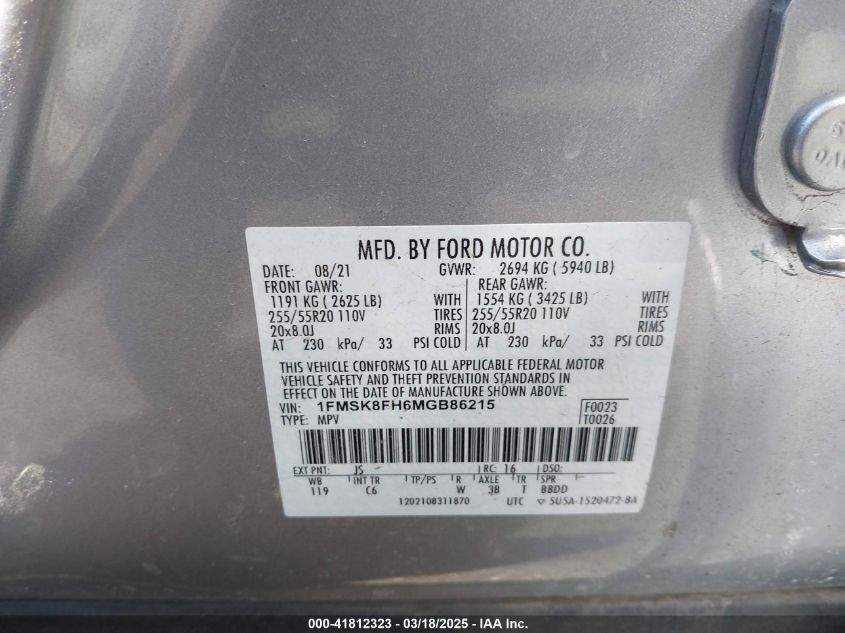 MFD. BY FORD MOTOR CO.
DATE: 08/21 GVWR: 2694 KG ( 5940 LB)
FRONT GAWR: REAR GAWR:
1191 KG ( 2625 LB) WITH 1554 KG ( 3425 LB) WITH
255/55R20 110V TIRES 255/55R20 110V TIRES
20x8.0J RIMS 20x8.0J RIMS
AT 230 kPa/ 33 PSI COLD AT 230 kPa/ 33 PSI COLD
THIS VEHICLE CONFORMS TO ALL APPLICABLE FEDERAL MOTOR
VEHICLE SAFETY AND THEFT PREVENTION STANDARDS IN
EFFECT ON THE DATE OF MANUFACTURE SHOWN ABOVE.
VIN: 1FMSK8FH6MGB86215 F0023
TYPE: MPV T0026
EXT PNT: JS RC: 16 DSO:
WB INT TR TP/PS R AXLE TR SPR
119 C6 W 3B T BBDD
1202108311870 UTC ▽ 5U5A-1520472-8A
000-41812323 / 03/18/2025 - IAA Inc.